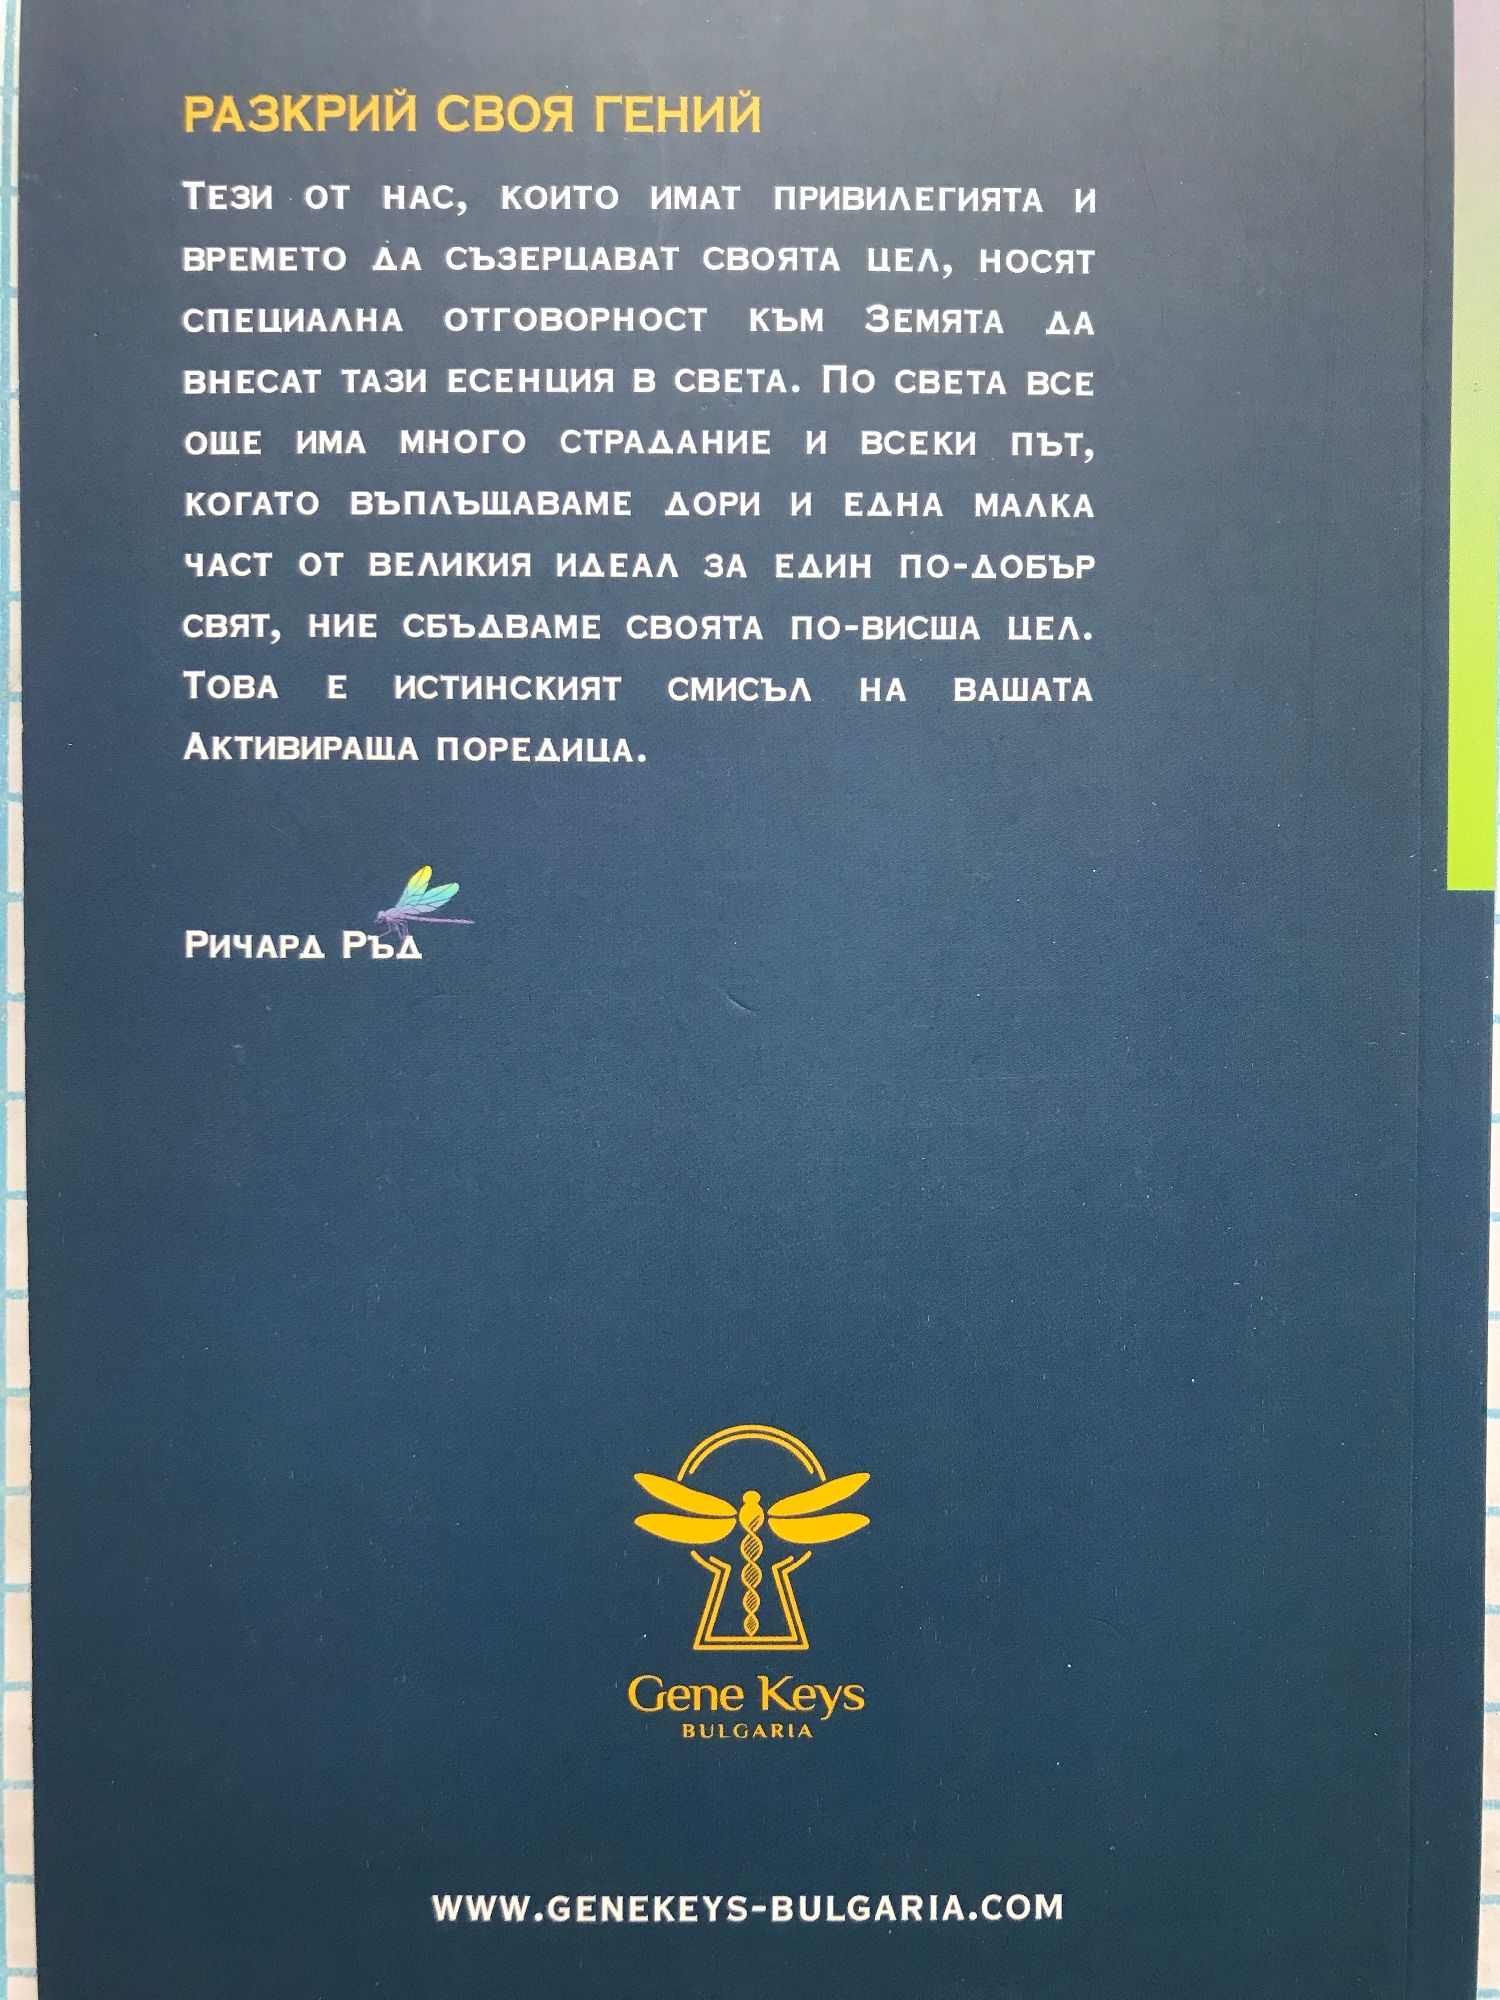 РАЗКРИЙ СВОЯ ГЕНИЙ
Тези от нас, които имат привилегията и
времето да съзерцават своята цел, носят
специална отговорност към Земята да
внесат тази есенция в света. По света все
още има много страдание и всеки път,
когато въплъщаваме дори и една малка
част от великия идеал за един по-добър
свят, ние сбъдваме своята по-висша цел.
Това е истинският смисъл на вашата
Активираща поредица.
Ричард Ръд
Gene Keys
BULGARIA
WWW.GENEKEYS-BULGARIA.COM